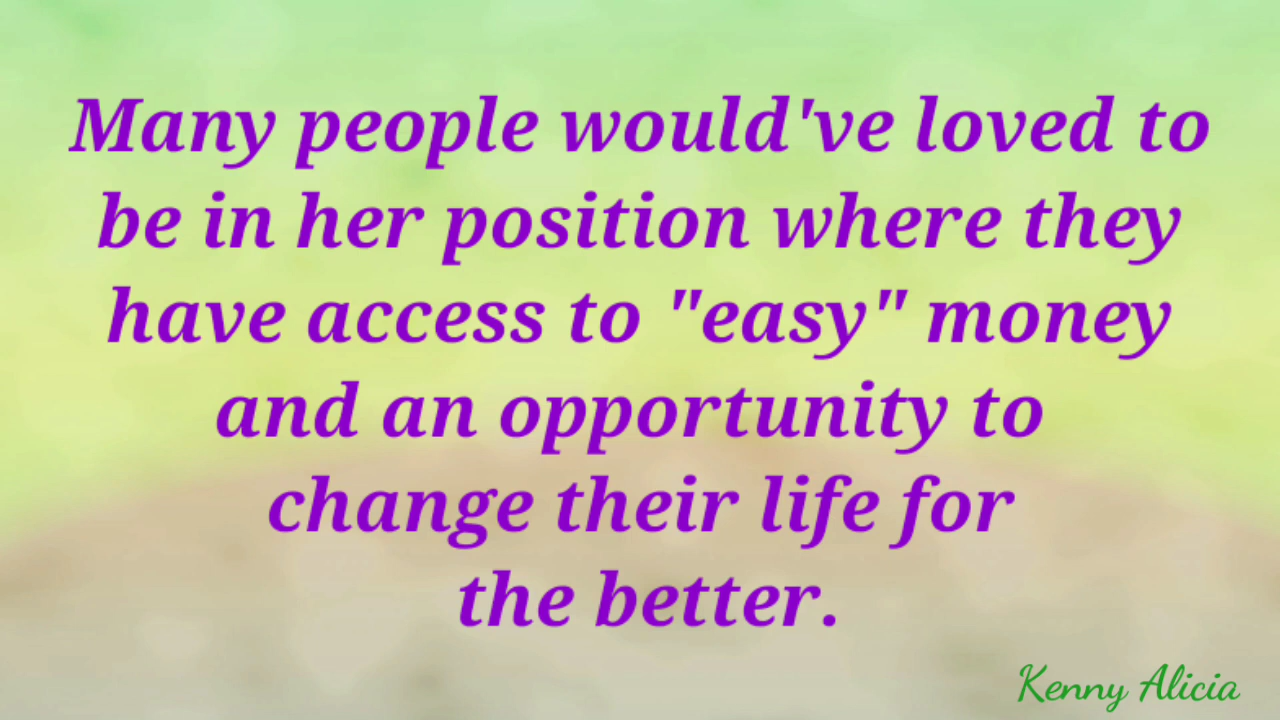 Many people would've loved to
be in her position where they
have access to "easy" money
and an opportunity to
change their life for
the better.
Kenny Alicia